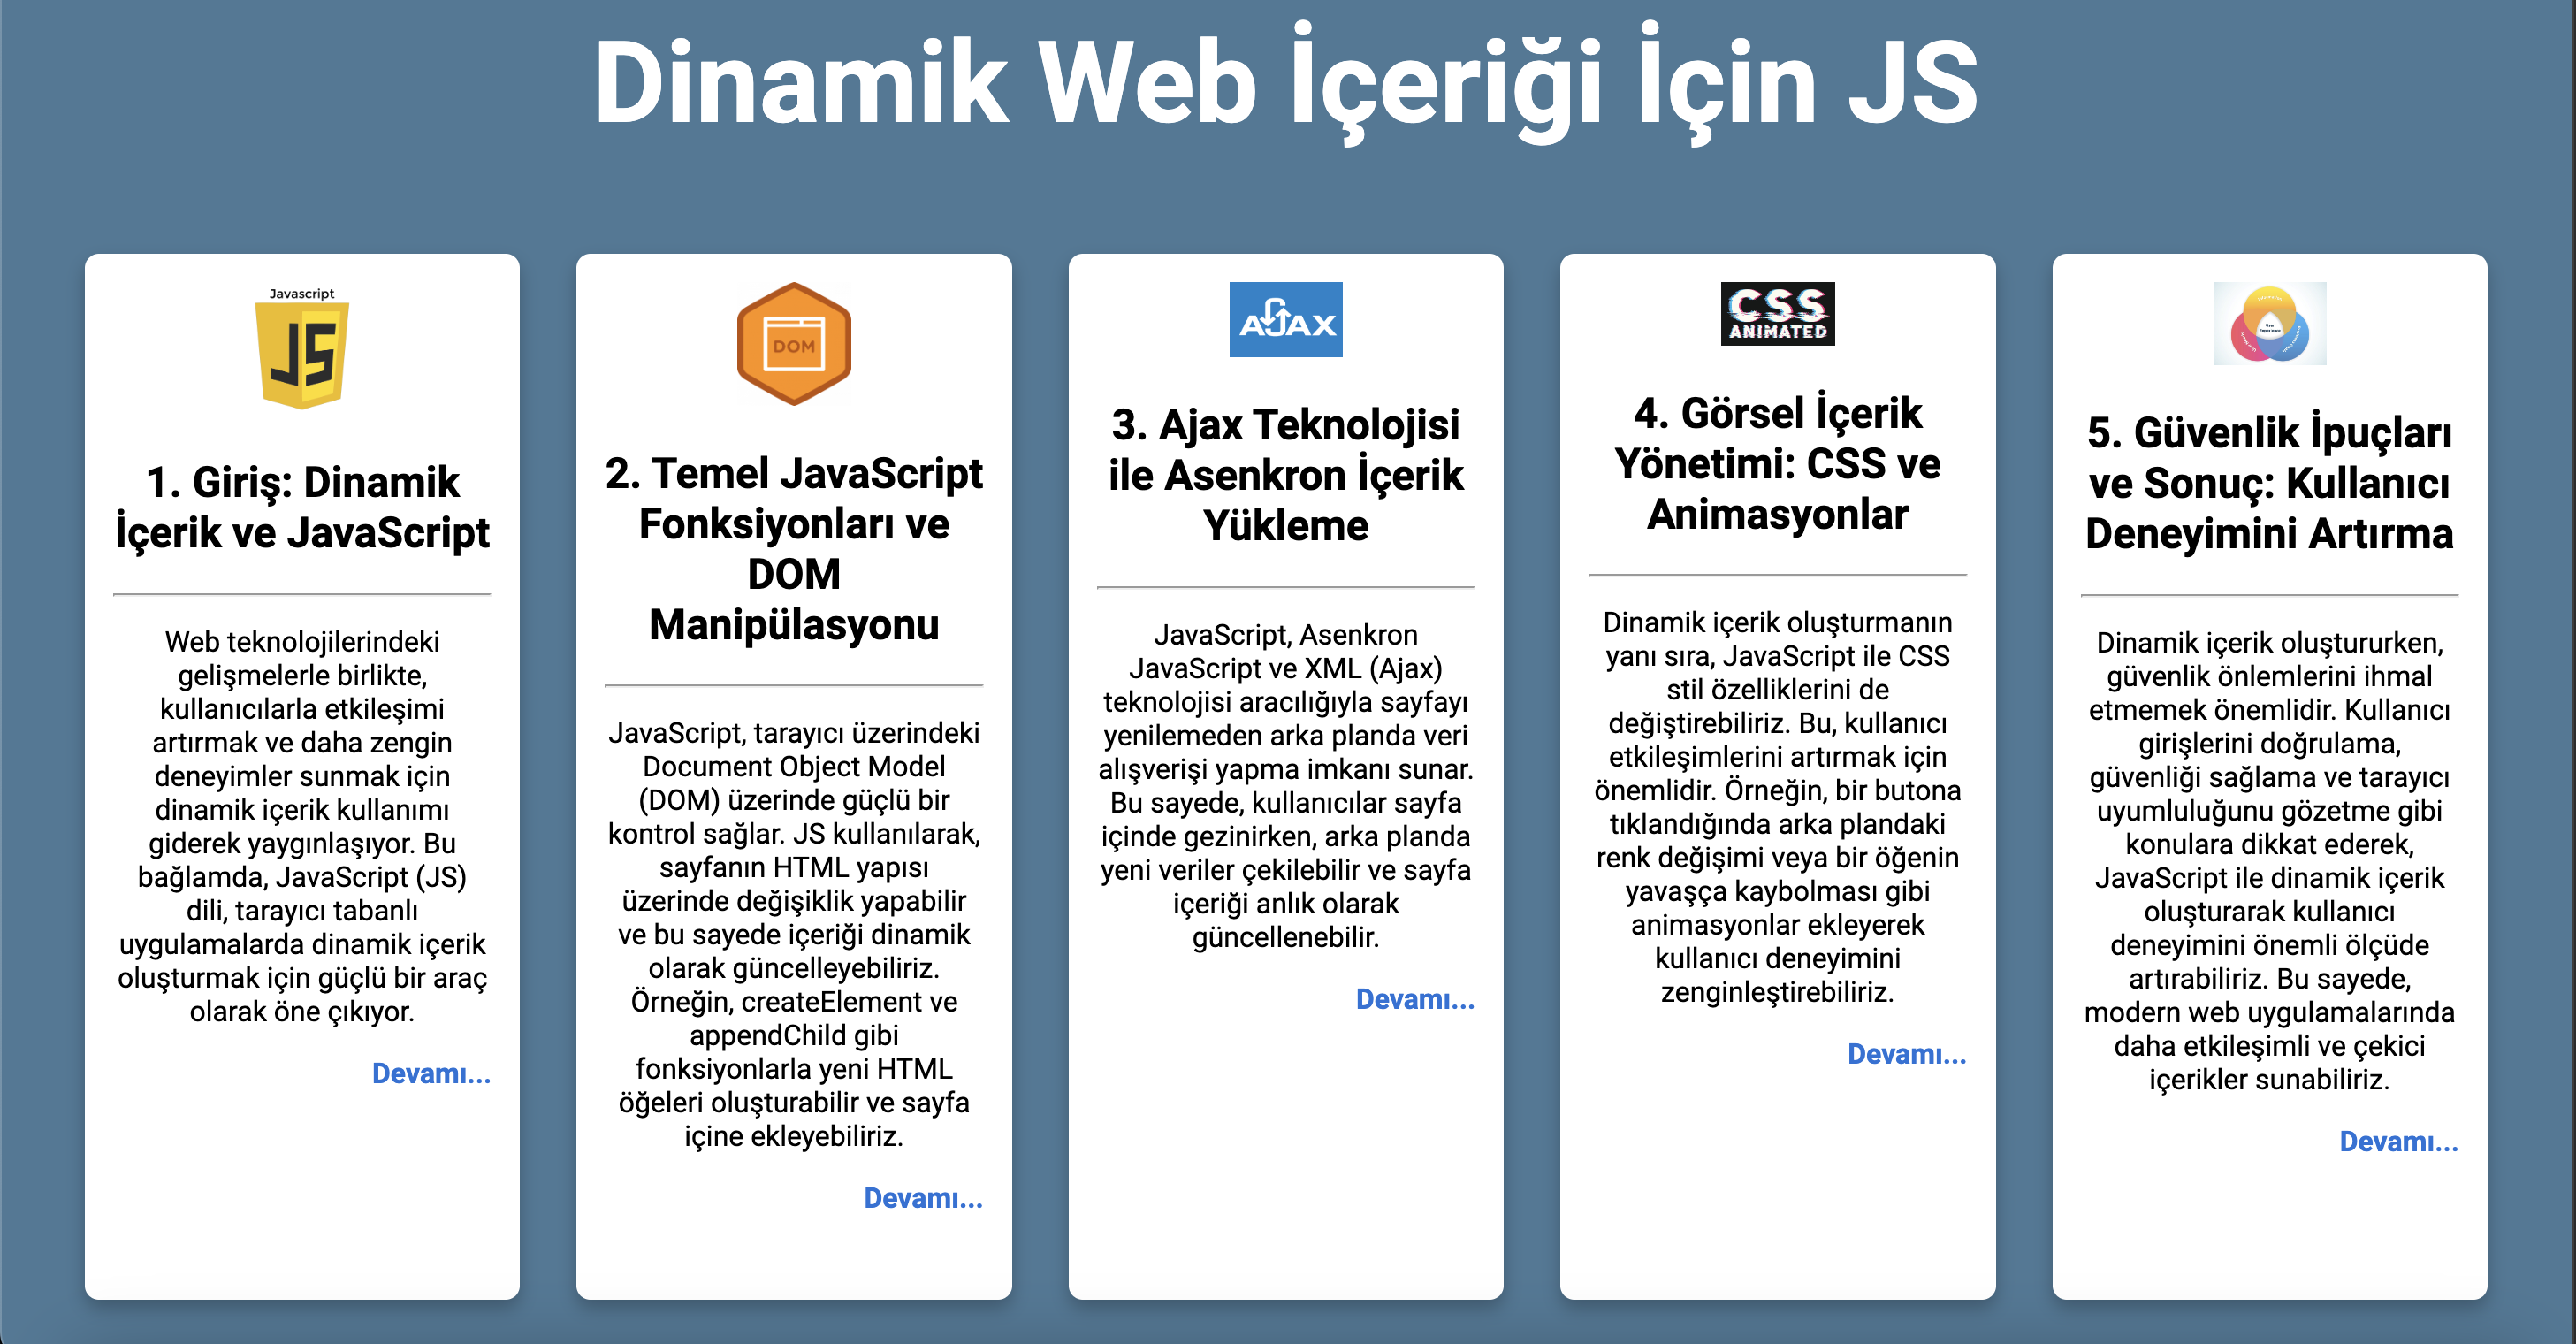 Dinamik Web İçeriği İçin JS
Javascript
JS
1. Giriş: Dinamik
İçerik ve JavaScript
Web teknolojilerindeki
gelişmelerle birlikte,
kullanıcılarla etkileşimi
artırmak ve daha zengin
deneyimler sunmak için
dinamik içerik kullanımı
giderek yaygınlaşıyor. Bu
bağlamda, JavaScript (JS)
dili, tarayıcı tabanlı
uygulamalarda dinamik içerik
oluşturmak için güçlü bir araç
olarak öne çıkıyor.
Devamı...
DOM
2. Temel JavaScript
Fonksiyonları ve
DOM
Manipülasyonu
JavaScript, tarayıcı üzerindeki
Document Object Model
(DOM) üzerinde güçlü bir
kontrol sağlar. JS kullanılarak,
sayfanın HTML yapısı
üzerinde değişiklik yapabilir
ve bu sayede içeriği dinamik
olarak güncelleyebiliriz.
Örneğin, createElement ve
appendChild gibi
fonksiyonlarla yeni HTML
öğeleri oluşturabilir ve sayfa
içine ekleyebiliriz.
Devamı...
AJAX
3. Ajax Teknolojisi
ile Asenkron İçerik
Yükleme
JavaScript, Asenkron
JavaScript ve XML (Ajax)
teknolojisi aracılığıyla sayfayı
yenilemeden arka planda veri
alışverişi yapma imkanı sunar.
Bu sayede, kullanıcılar sayfa
içinde gezinirken, arka planda
yeni veriler çekilebilir ve sayfa
içeriği anlık olarak
güncellenebilir.
Devamı...
CSS
ANIMATED
4. Görsel İçerik
Yönetimi: CSS ve
Animasyonlar
Dinamik içerik oluşturmanın
yanı sıra, JavaScript ile CSS
stil özelliklerini de
değiştirebiliriz. Bu, kullanıcı
etkileşimlerini artırmak için
önemlidir. Örneğin, bir butona
tıklandığında arka plandaki
renk değişimi veya bir öğenin
yavaşça kaybolması gibi
animasyonlar ekleyerek
kullanıcı deneyimini
zenginleştirebiliriz.
Devamı...
5. Güvenlik İpuçları
ve Sonuç: Kullanıcı
Deneyimini Artırma
Dinamik içerik oluştururken,
güvenlik önlemlerini ihmal
etmemek önemlidir. Kullanıcı
girişlerini doğrulama,
güvenliği sağlama ve tarayıcı
uyumluluğunu gözetme gibi
konulara dikkat ederek,
JavaScript ile dinamik içerik
oluşturarak kullanıcı
deneyimini önemli ölçüde
artırabiliriz. Bu sayede,
modern web uygulamalarında
daha etkileşimli ve çekici
içerikler sunabiliriz.
Devamı...